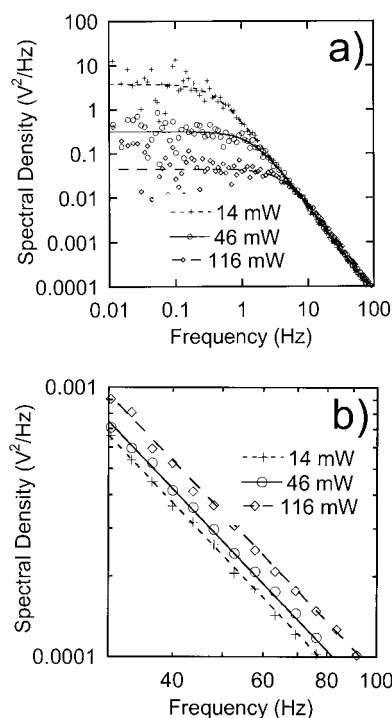 a)
Spectral Density (V²/Hz)
100
10
1
0.1
0.01
0.001
0.0001
14 mW
46 mW
116 mW
0.01
0.1
1
10
100
Frequency (Hz)
b)
Spectral Density (V²/Hz)
0.001
0.0001
14 mW
46 mW
116 mW
40
60
80
100
Frequency (Hz)